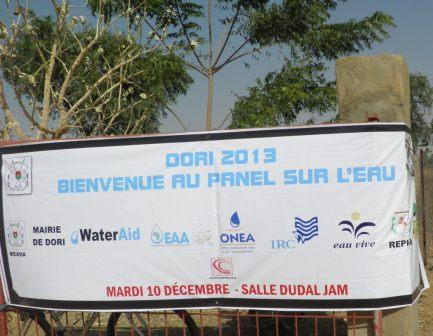 DORI 2013
BIENVENUE AU PANEL SUR L'EAU
MEAHA
MAIRIE
DE DORI
WaterAid
EAA
ONEA
IRC
eau vive
MARDI 10 DÉCEMBRE - SALLE DUDAL JAM